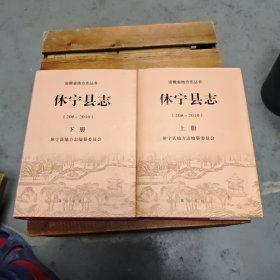 安徽省地方志丛书
休宁县志
(208-2010)
下册
休宁县地方志编纂委员会
安徽省地方志丛书
休宁县志
(208-2010)
上册
休宁县地方志编纂委员会